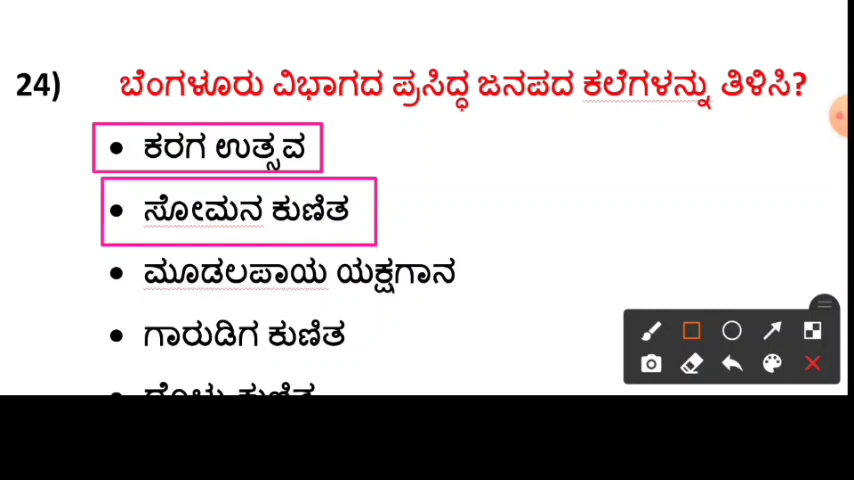 24) ಬೆಂಗಳೂರು ವಿಭಾಗದ ಪ್ರಸಿದ್ಧ ಜನಪದ ಕಲೆಗಳನ್ನು ತಿಳಿಸಿ?
• ಕರಗ ಉತ್ಸವ
• ಸೋಮನ ಕುಣಿತ
• ಮೂಡಲಪಾಯ ಯಕ್ಷಗಾನ
• ಗಾರುಡಿಗ ಕುಣಿತ